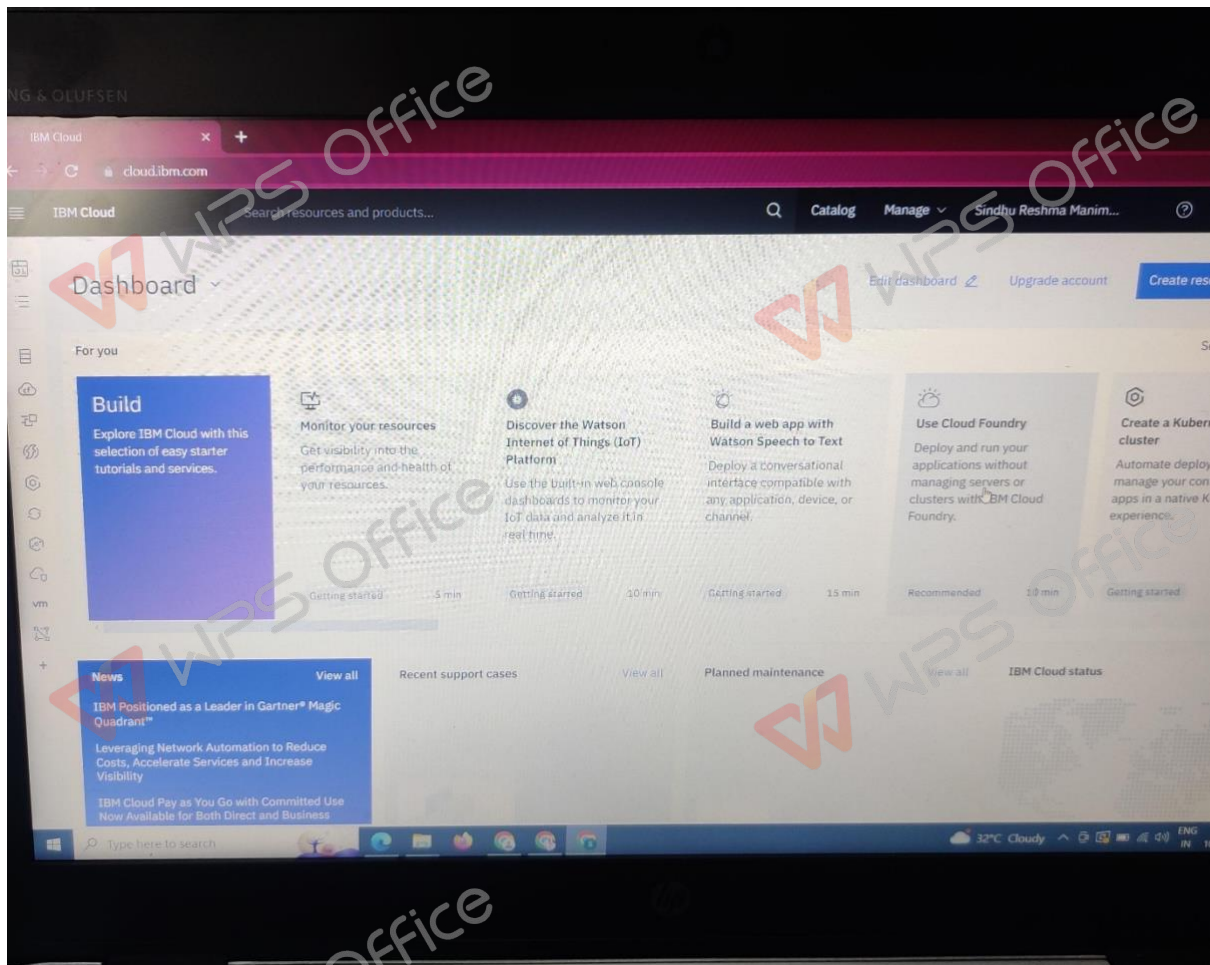 NG & OLUFSEN
IBM Cloud
cloud.ibm.com
IBM Cloud
Search resources and products...
Catalog
Manage
Sindhu Reshma Manim...
Dashboard
Edit dashboard
Upgrade account
Create res
For you
Build
Explore IBM Cloud with this
selection of easy starter
tutorials and services.
Monitor your resources
Get visibility into the
performance and health of
your resources.
Getting started
5 min
Discover the Watson
Internet of Things (IoT)
Platform
Use the built-in web console
dashboards to monitor your
IoT data and analyze it in
real time.
Getting started
10 min
Build a web app with
Watson Speech to Text
Deploy a conversational
interface compatible with
any application, device, or
channel.
Getting started
15 min
Use Cloud Foundry
Deploy and run your
applications without
managing servers or
clusters with IBM Cloud
Foundry.
Recommended
10 min
Create a Kubern
cluster
Automate deploy
manage your con
apps in a native K
experience.
Getting started
vm
News
View all
IBM Positioned as a Leader in Gartner® Magic
Quadrant™
Leveraging Network Automation to Reduce
Costs, Accelerate Services and Increase
Visibility
IBM Cloud Pay as You Go with Committed Use
Now Available for Both Direct and Business
Recent support cases
View all
Planned maintenance
View all
IBM Cloud status
Type here to search
32°C Cloudy
ENG
IN
hp
WPS Office
WPS Office
WPS Office
WPS Office
Office